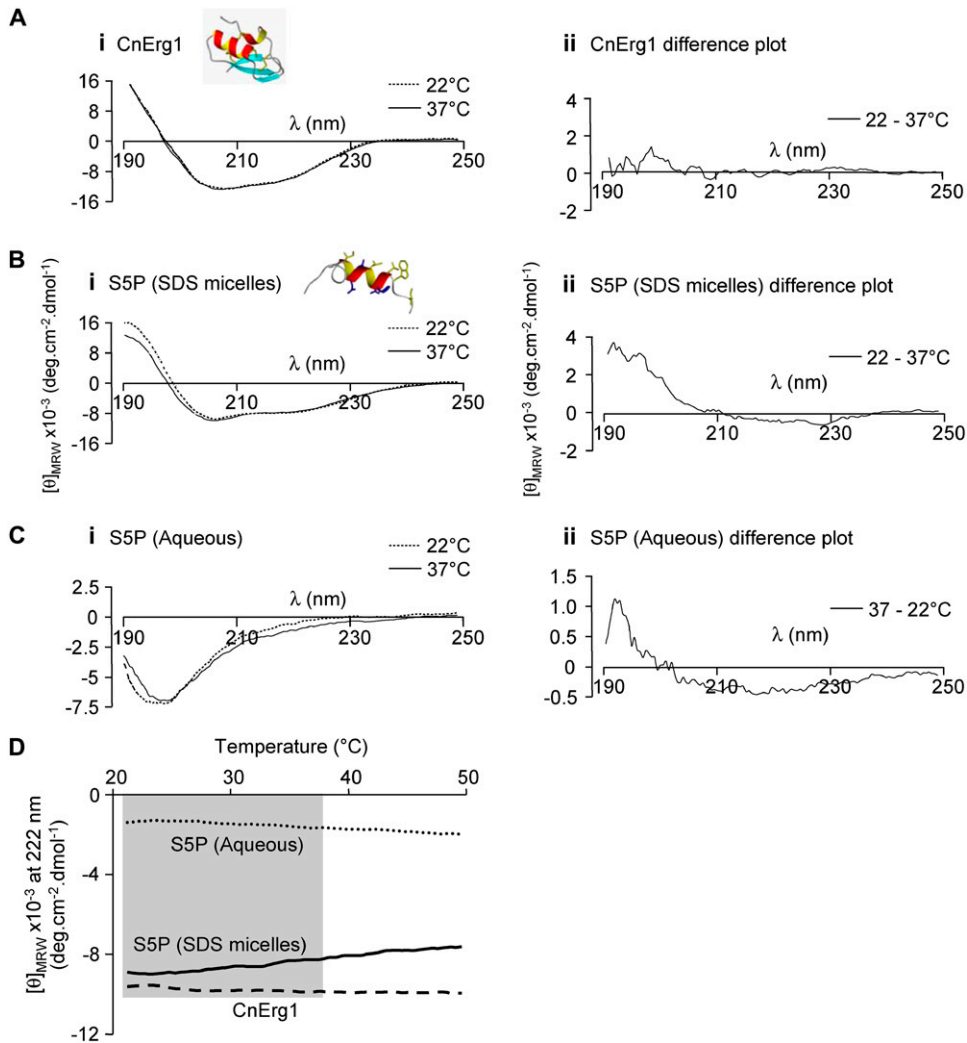 A
i CnErg1
ii CnErg1 difference plot
16
8
0
-8
-16
22°C
37°C
λ (nm)
190 210 230 250
4
2
0
-2
22 - 37°C
λ (nm)
190 210 230 250
B
i S5P (SDS micelles)
ii S5P (SDS micelles) difference plot
[θ]MRW x10-3 (deg.cm-2.dmol-1)
16
8
0
-8
-16
22°C
37°C
λ (nm)
190 210 230 250
[θ]MRW x10-3 (deg.cm-2.dmol-1)
4
2
0
-2
22 - 37°C
λ (nm)
190 210 230 250
C
i S5P (Aqueous)
ii S5P (Aqueous) difference plot
2.5
0
-2.5
-5
-7.5
22°C
37°C
λ (nm)
190 210 230 250
1.5
1.0
0.5
0
-0.5
37 - 22°C
λ (nm)
190 210 230 250
D
Temperature (°C)
20 30 40 50
0
-4
-8
-12
[θ]MRW x10-3 at 222 nm
(deg.cm-2.dmol-1)
S5P (Aqueous)
S5P (SDS micelles)
CnErg1